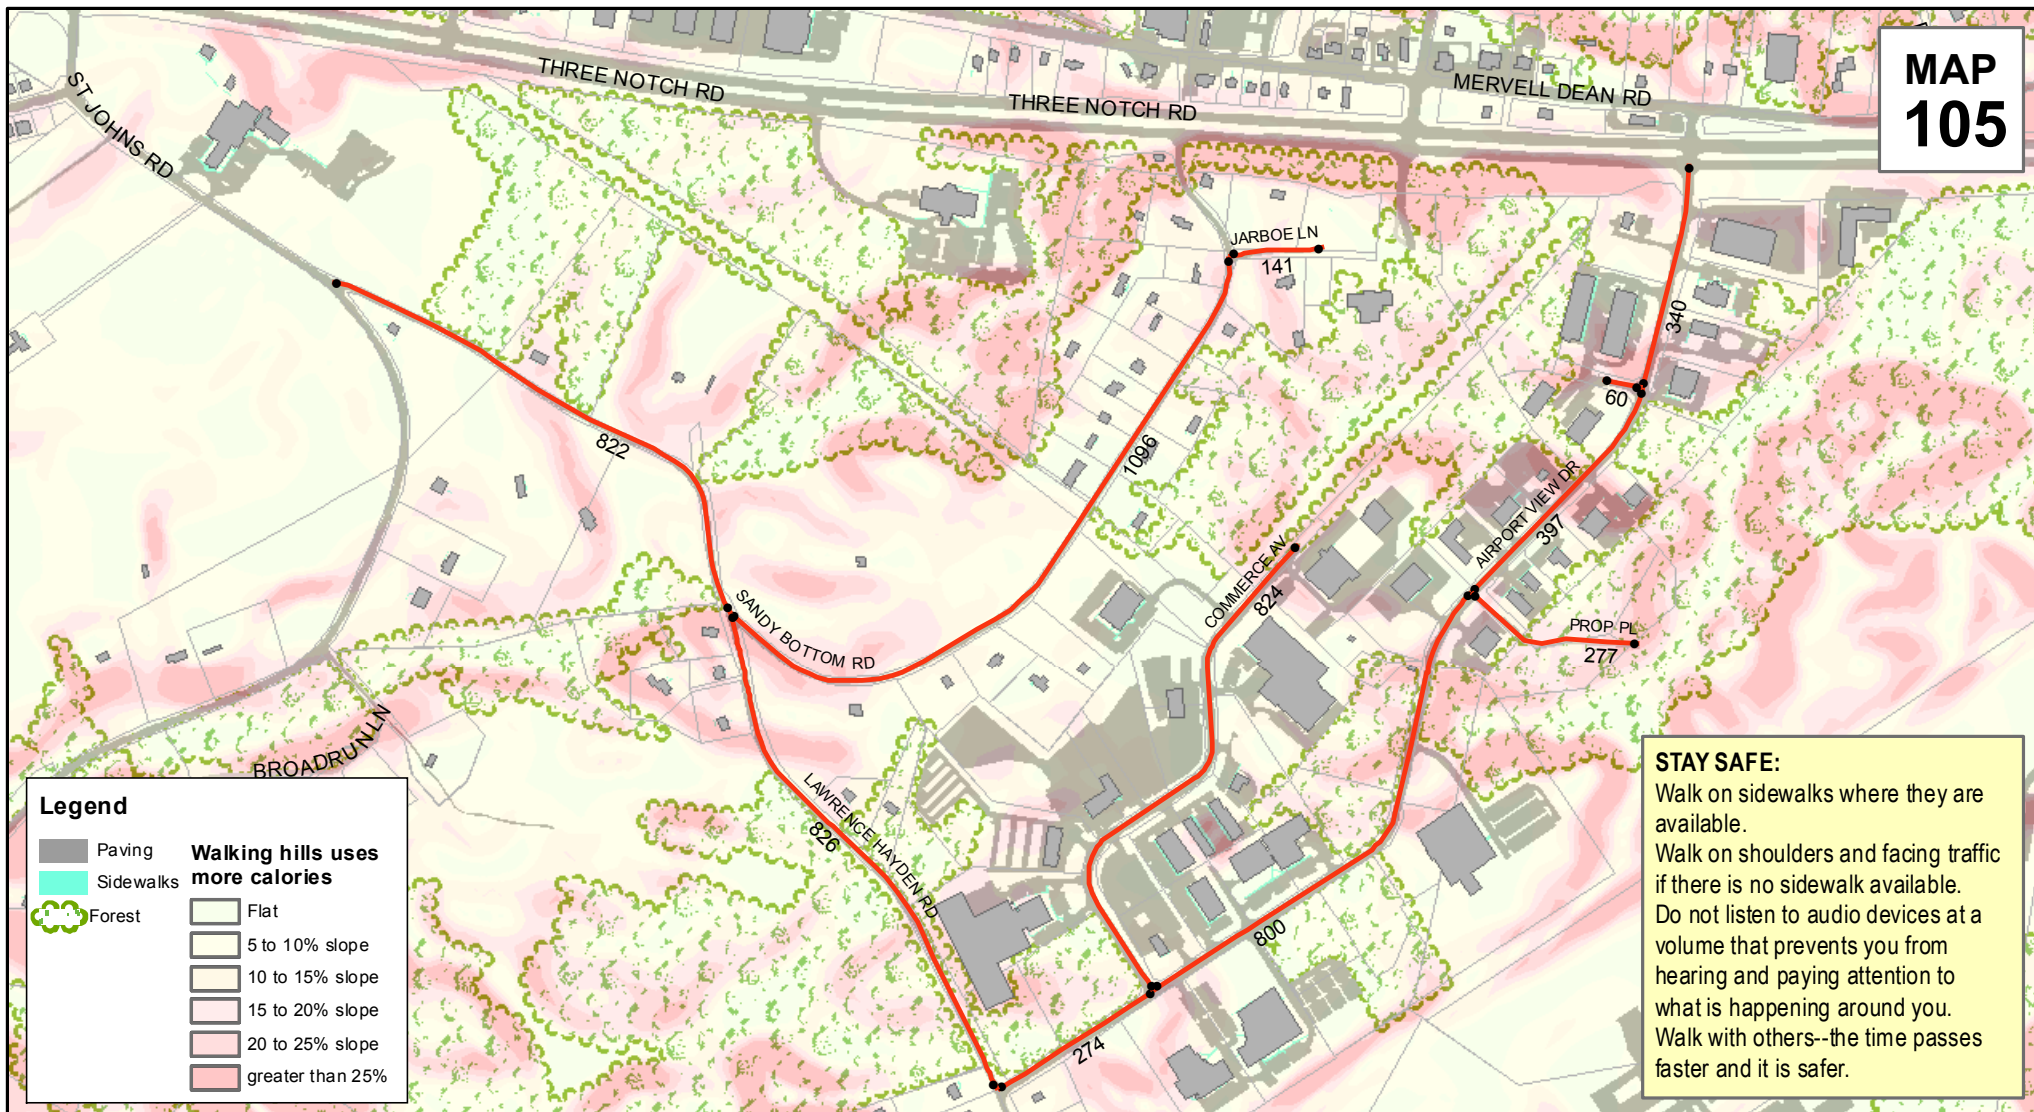 MAP
105
THREE NOTCH RD
THREE NOTCH RD
MERVELL DEAN RD
ST JOHNS RD
JARBOE LN
141
340
60
822
1096
AIRPORT VIEW DR
397
COMMERCE AV
824
SANDY BOTTOM RD
PROP PL
277
BROADRUN LN
LAWRENCE HAYDEN RD
826
800
274
Legend
Paving
Sidewalks
Forest
Walking hills uses
more calories
Flat
5 to 10% slope
10 to 15% slope
15 to 20% slope
20 to 25% slope
greater than 25%
STAY SAFE:
Walk on sidewalks where they are
available.
Walk on shoulders and facing traffic
if there is no sidewalk available.
Do not listen to audio devices at a
volume that prevents you from
hearing and paying attention to
what is happening around you.
Walk with others--the time passes
faster and it is safer.